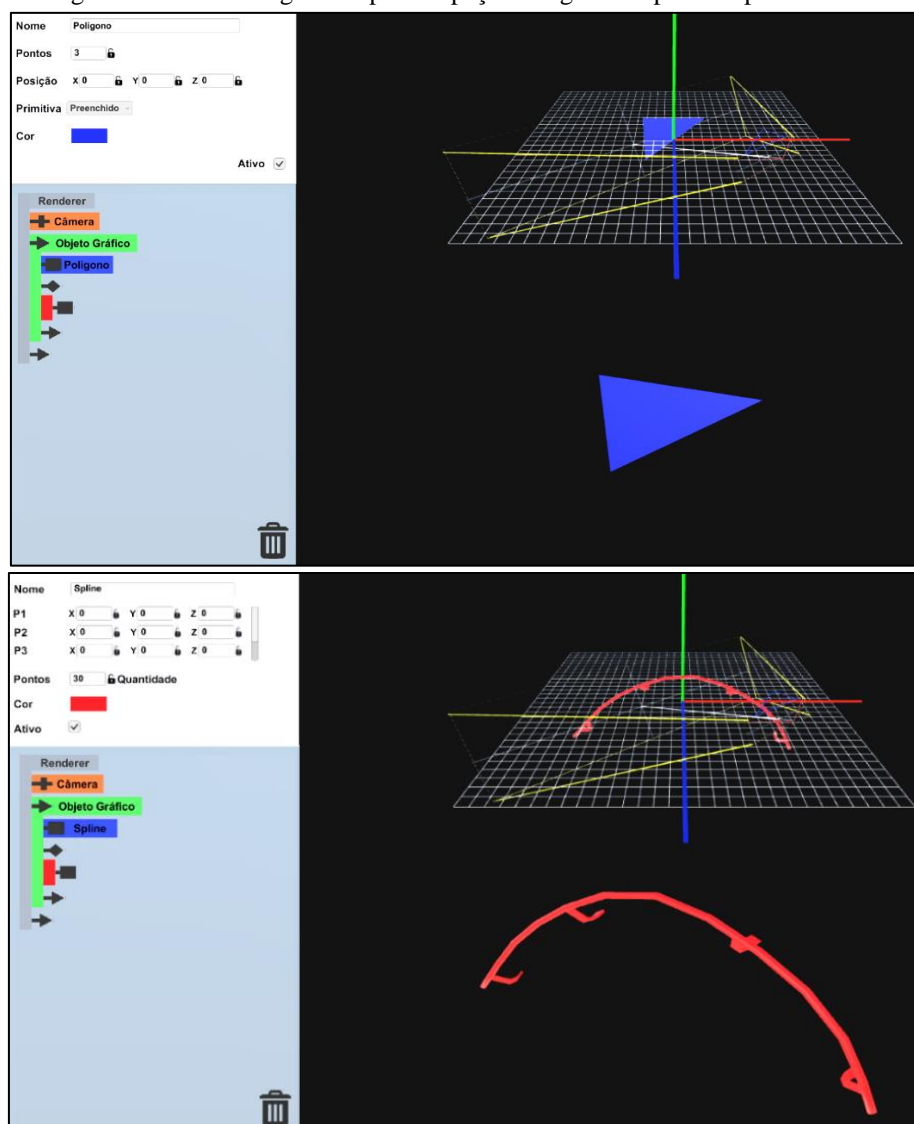 Nome Poligono
Pontos 3
Posição X 0 Y 0 Z 0
Primitiva Preenchido
Cor
Ativo
Renderer
Câmera
Objeto Gráfico
Poligono
Nome Spline
P1 X 0 Y 0 Z 0
P2 X 0 Y 0 Z 0
P3 X 0 Y 0 Z 0
Pontos 30 Quantidade
Cor
Ativo
Renderer
Câmera
Objeto Gráfico
Spline